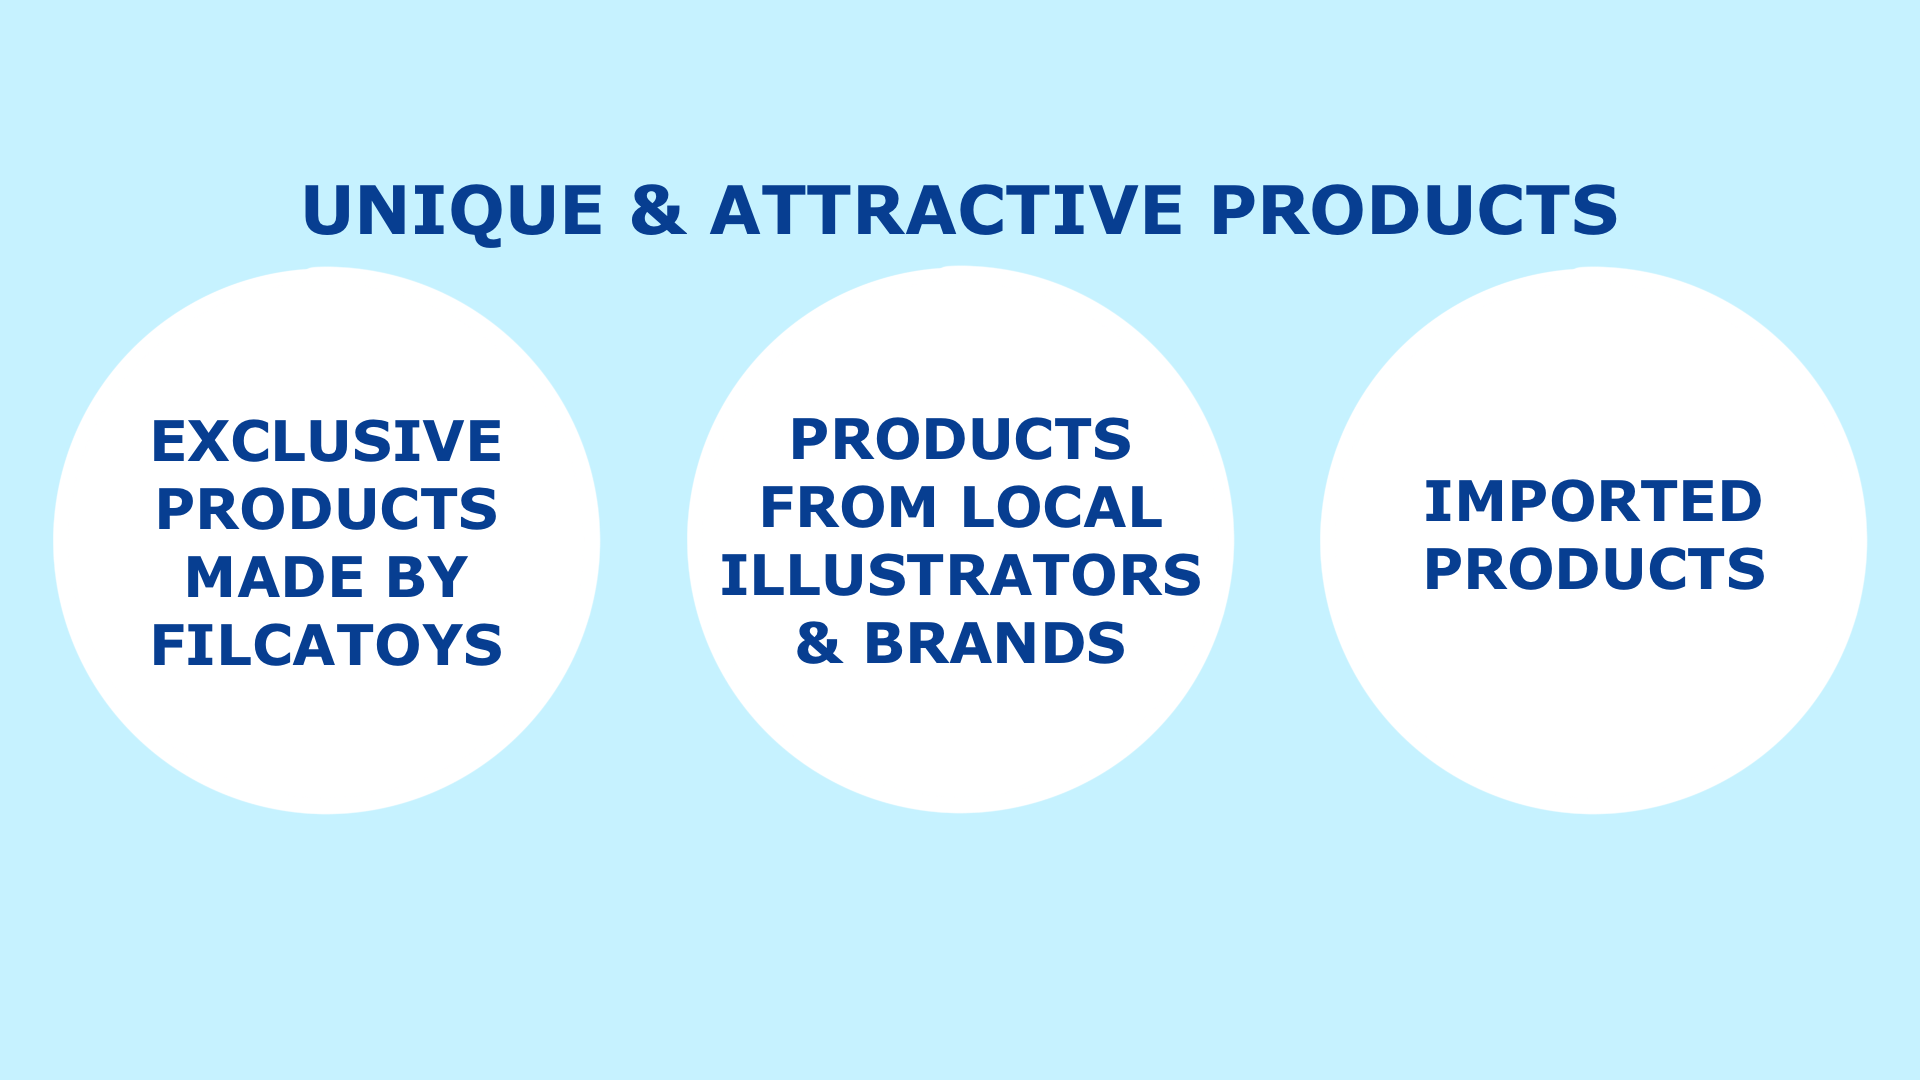 UNIQUE & ATTRACTIVE PRODUCTS
EXCLUSIVE
PRODUCTS
MADE BY
FILCATOYS
PRODUCTS
FROM LOCAL
ILLUSTRATORS
& BRANDS
IMPORTED
PRODUCTS